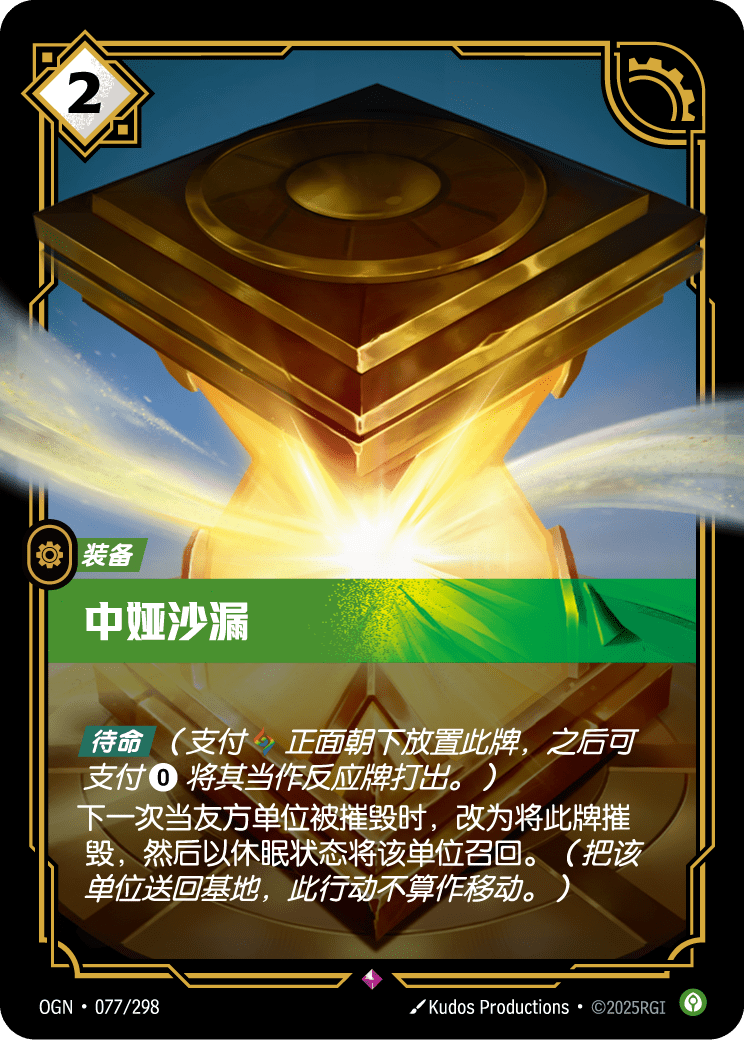 2
装备
中娅沙漏
待命（支付 正面朝下放置此牌，之后可
支付 0 将其当作反应牌打出。）
下一次当友方单位被摧毁时，改为将此牌摧
毁，然后以休眠状态将该单位召回。（把该
单位送回基地，此行动不算作移动。）
OGN • 077/298
Kudos Productions • ©2025RGI